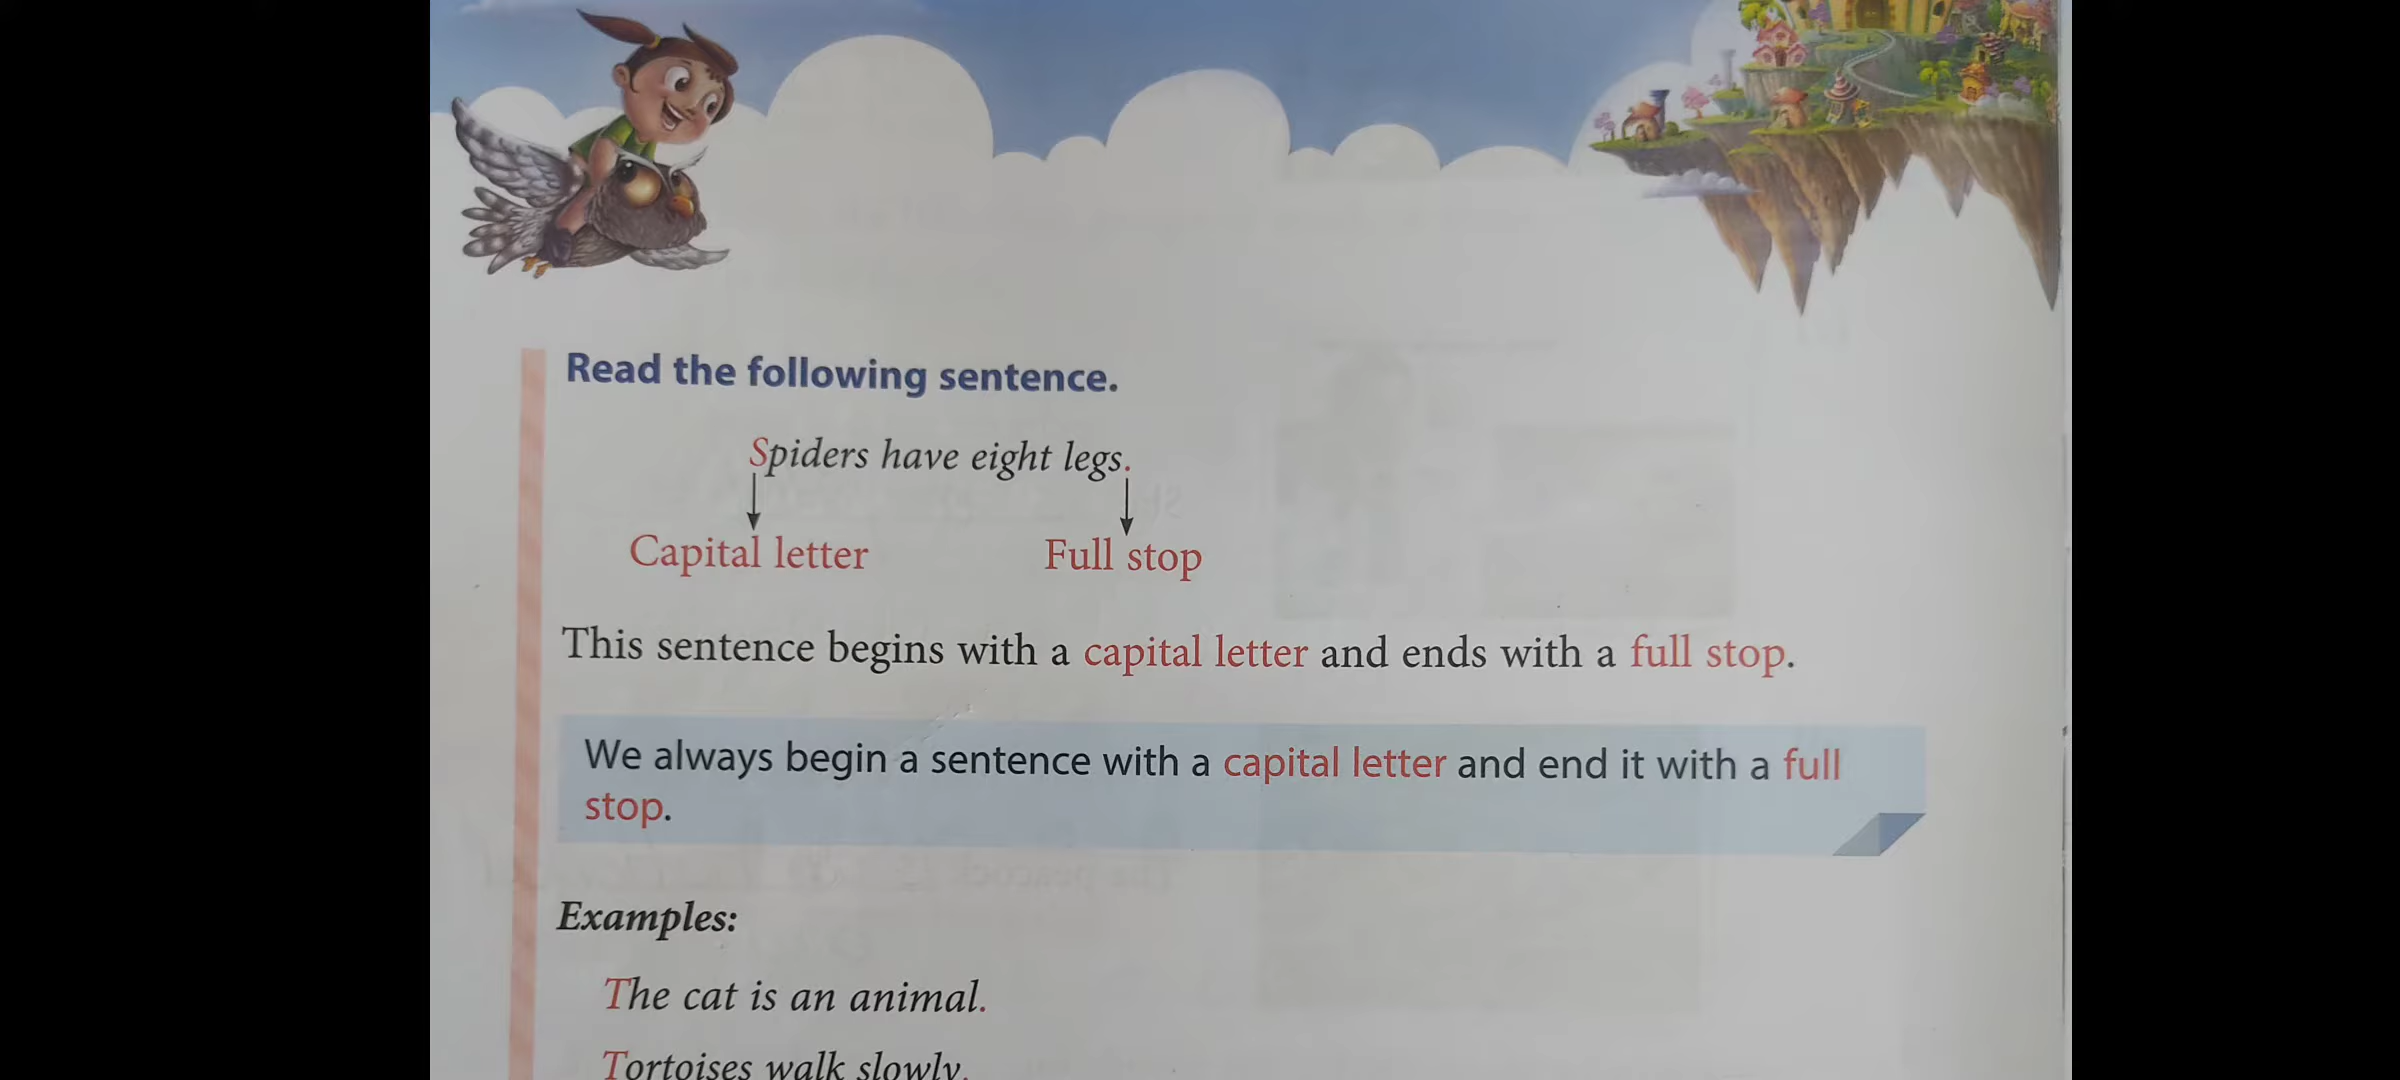 Read the following sentence.
Spiders have eight legs.
Capital letter Full stop
This sentence begins with a capital letter and ends with a full stop.
We always begin a sentence with a capital letter and end it with a full
stop.
Examples:
The cat is an animal.
Tortoises walk slowly.